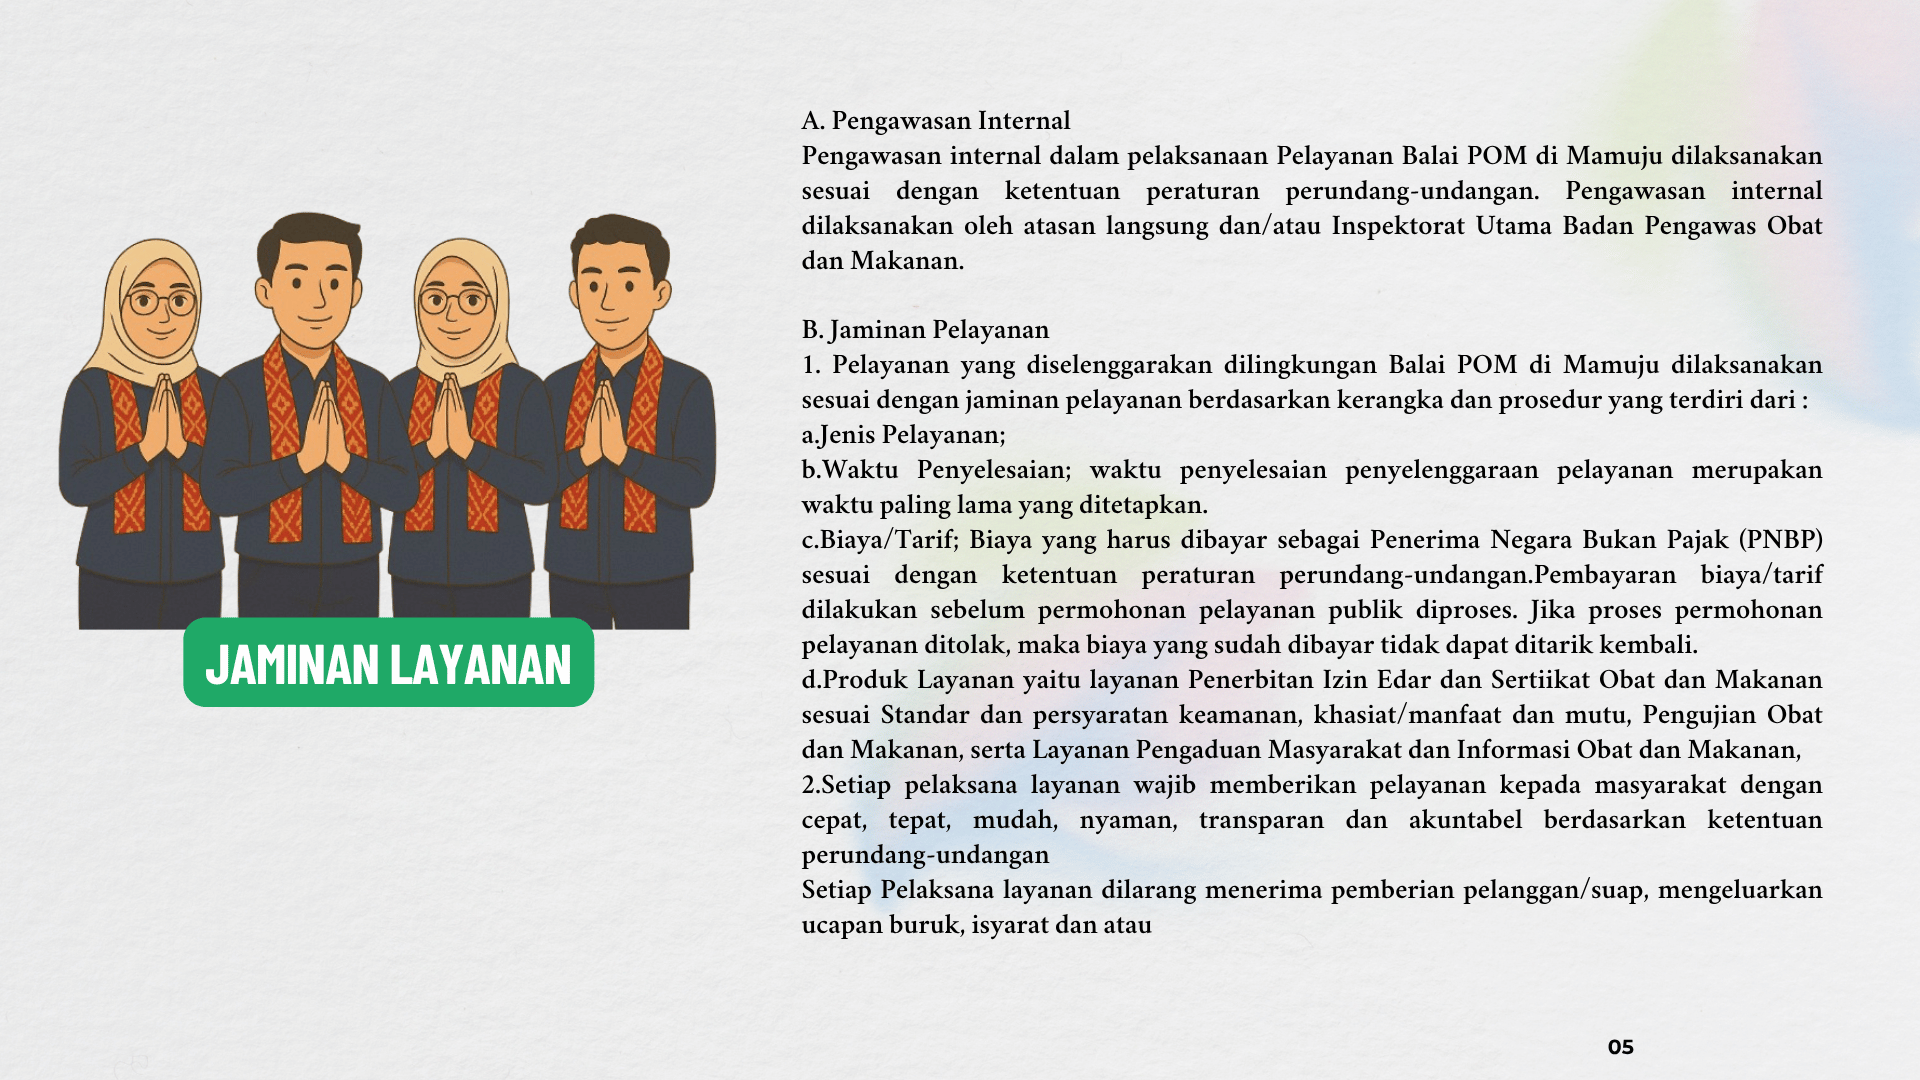 A. Pengawasan Internal
Pengawasan internal dalam pelaksanaan Pelayanan Balai POM di Mamuju dilaksanakan
sesuai dengan ketentuan peraturan perundang-undangan. Pengawasan internal
dilaksanakan oleh atasan langsung dan/atau Inspektorat Utama Badan Pengawas Obat
dan Makanan.
B. Jaminan Pelayanan
1. Pelayanan yang diselenggarakan dilingkungan Balai POM di Mamuju dilaksanakan
sesuai dengan jaminan pelayanan berdasarkan kerangka dan prosedur yang terdiri dari :
a.Jenis Pelayanan;
b.Waktu Penyelesaian; waktu penyelesaian penyelenggaraan pelayanan merupakan
waktu paling lama yang ditetapkan.
c.Biaya/Tarif; Biaya yang harus dibayar sebagai Penerima Negara Bukan Pajak (PNBP)
sesuai dengan ketentuan peraturan perundang-undangan.Pembayaran biaya/tarif
dilakukan sebelum permohonan pelayanan publik diproses. Jika proses permohonan
pelayanan ditolak, maka biaya yang sudah dibayar tidak dapat ditarik kembali.
d.Produk Layanan yaitu layanan Penerbitan Izin Edar dan Sertiikat Obat dan Makanan
sesuai Standar dan persyaratan keamanan, khasiat/manfaat dan mutu, Pengujian Obat
dan Makanan, serta Layanan Pengaduan Masyarakat dan Informasi Obat dan Makanan,
2.Setiap pelaksana layanan wajib memberikan pelayanan kepada masyarakat dengan
cepat, tepat, mudah, nyaman, transparan dan akuntabel berdasarkan ketentuan
perundang-undangan
Setiap Pelaksana layanan dilarang menerima pemberian pelanggan/suap, mengeluarkan
ucapan buruk, isyarat dan atau
JAMINAN LAYANAN
05